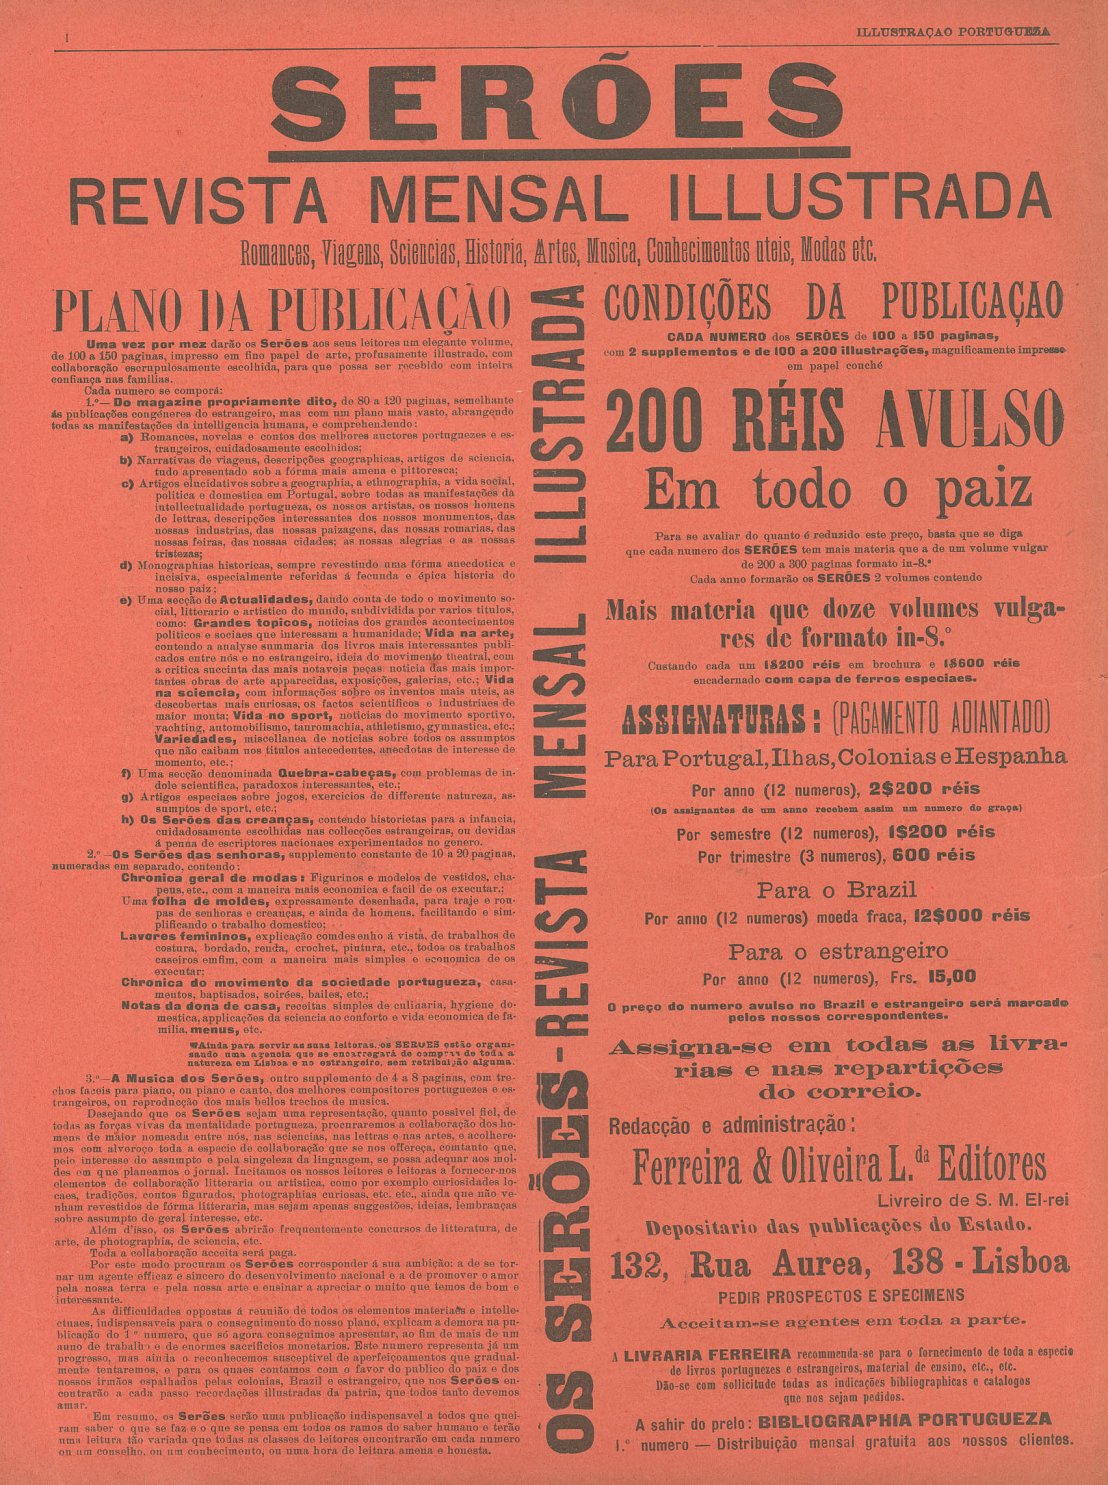 I
ILLUSTRAÇAO PORTUGUEZA
SERÕES
REVISTA MENSAL ILLUSTRADA
Romances, Viagens, Sciencias, Historia, Artes, Musica, Conhecimentos uteis, Modas etc.
PLANO DA PUBLICAÇÃO
Uma vez por mez darão os Serões aos seus leitores um elegante volume,
de 100 a 150 paginas, impresso em fino papel de arte, profusamente illustrado, com
collaboração escrupulosamente escolhida, para que possa ser recebido com inteira
confiança nas familias.
Cada numero se comporá:
1.º— Do magazine propriamente dito, de 80 a 120 paginas, semelhante
ás publicações congéneres do estrangeiro, mas com um plano mais vasto, abrangendo
todas as manifestações da intelligencia humana, e comprehendendo:
a) Romances, novelas e contos dos melhores auctores portuguezes e es-
trangeiros, cuidadosamente escolhidos;
b) Narrativas de viagens, descripções geographicas, artigos de sciencia,
tudo apresentado sob a fórma mais amena e pittoresca;
c) Artigos elucidativos sobre a geographia, a ethnographia, a vida social,
politica e domestica em Portugal, sobre todas as manifestações da
intellectualidade portugueza, os nossos artistas, os nossos homens
de lettras, descripções interessantes dos nossos monumentos, das
nossas industrias, das nossas paizagens, das nossas romarias, das
nossas feiras, das nossas cidades; as nossas alegrias e as nossas
tristezas;
d) Monographias historicas, sempre revestindo uma fórma anecdotica e
incisiva, especialmente referidas á fecunda e épica historia do
nosso paiz;
e) Uma secção de Actualidades, dando conta de todo o movimento so-
cial, litterario e artistico do mundo, subdividida por varios titulos,
como: Grandes topicos, noticias dos grandes acontecimentos
politicos e sociaes que interessam a humanidade; Vida na arte,
contendo a analyse summaria dos livros mais interessantes publi-
cados entre nós e no estrangeiro, ideia do movimento theatral, com
a critica succinta das mais notaveis peças, noticia das mais impor-
tantes obras de arte apparecidas, exposições, galerias, etc.; Vida
na sciencia, com informações sobre os inventos mais uteis, as
descobertas mais curiosas, os factos scientificos e industriaes de
maior monta; Vida no sport, noticias do movimento sportivo,
yachting, automobilismo, tauromachia, athletismo, gymnastica, etc.;
Variedades, miscellanea de noticias sobre todos os assumptos
que não caibam nos titulos antecedentes, anecdotas de interesse de
momento, etc.;
f) Uma secção denominada Quebra-cabeças, com problemas de in-
dole scientifica, paradoxos interessantes, etc.;
g) Artigos especiaes sobre jogos, exercicios de differente natureza, as-
sumptos de sport, etc.;
h) Os Serões das creanças, contendo historietas para a infancia,
cuidadosamente escolhidas nas collecções estrangeiras, ou devidas
á penna de escriptores nacionaes experimentados no genero.
2.º—Os Serões das senhoras, supplemento constante de 10 a 20 paginas,
numeradas em separado, contendo:
Chronica geral de modas: Figurinos e modelos de vestidos, cha-
peus, etc., com a maneira mais economica e facil de os executar.;
Uma folha de moldes, expressamente desenhada, para traje e rou-
pas de senhoras e creanças, e ainda de homens, facilitando e sim-
plificando o trabalho domestico;
Lavores femininos, explicação comdesenho á vista, de trabalhos de
costura, bordado, renda, crochet, pintura, etc., todos os trabalhos
caseiros emfim, com a maneira mais simples e economica de os
executar;
Chronica do movimento da sociedade portugueza, casa-
mentos, baptisados, soirées, bailes, etc.;
Notas da dona de casa, receitas simples de culinaria, hygiene do-
mestica, applicações da sciencia ao conforto e vida economica de fa-
milia, menus, etc.
Ainda para servir as suas leitoras, os SERÕES estão organi-
sando uma agencia que se encarregará de compras de toda a
natureza em Lisboa e no estrangeiro, sem retribuição alguma.
3.º—A Musica dos Serões, outro supplemento de 4 a 8 paginas, com tre-
chos faceis para piano, ou piano e canto, dos melhores compositores portuguezes e es-
trangeiros, ou reproducção dos mais bellos trechos de musica.
Desejando que os Serões sejam uma representação, quanto possivel fiel, de
todas as forças vivas da mentalidade portugueza, procuraremos a collaboração dos ho-
mens de maior nomeada entre nós, nas sciencias, nas lettras e nas artes, e acolhere-
mos com alvoroço toda a especie de collaboração que se nos offereça, comtanto que,
pelo interesse do assumpto e pela singeleza da linguagem, se possa adequar aos mol-
des em que planeamos o jornal. Incitamos os nossos leitores e leitoras a fornecer-nos
elementos de collaboração litteraria ou artistica, como por exemplo curiosidades lo-
caes, tradições, contos figurados, photographias curiosas, etc. etc., ainda que não ve-
nham revestidos de fórma litteraria, mas sejam apenas suggestões, ideias, lembranças
sobre assumpto de geral interesse, etc.
Além d'isso, os Serões abrirão frequentemente concursos de litteratura, de
arte, de photographia, de sciencia, etc.
Toda a collaboração acceita será paga.
Por este modo procuram os Serões corresponder á sua ambição: a de se tor-
nar um agente efficaz e sincero do desenvolvimento nacional e a de promover o amor
pela nossa terra e pela nossa arte e ensinar a apreciar o muito que temos de bom e
interessante.
As difficuldades oppostas á reunião de todos os elementos materiaes e intelle-
ctuaes, indispensaveis para o conseguimento do nosso plano, explicam a demora na pu-
blicação do 1º numero, que só agora conseguimos apresentar, ao fim de mais de um
anno de trabalho e de enormes sacrificios monetarios. Este numero representa já um
progresso, mas ainda o reconhecemos susceptivel de aperfeiçoamentos que gradual-
mente tentaremos, e para os quaes contamos com o favor do publico do paiz e dos
nossos irmãos espalhados pelas colonias, Brazil e estrangeiro, que nos Serões en-
contrarão a cada passo recordações illustradas da patria, que todos tanto devemos
amar.
Em resumo, os Serões serão uma publicação indispensavel a todos que quei-
ram saber o que se faz e o que se pensa em todos os ramos do saber humano e terão
uma leitura tão variada que todas as classes de leitores encontrarão em cada numero
ou um conselho, ou um conhecimento, ou uma hora de leitura amena e honesta.
OS SERÕES-REVISTA MENSAL ILLUSTRADA
CONDIÇÕES DA PUBLICAÇAO
CADA NUMERO dos SERÕES de 100 a 150 paginas,
com 2 supplementos e de 100 a 200 illustrações, magnificamente impresso
em papel couché
200 RÉIS AVULSO
Em todo o paiz
Para se avaliar do quanto é reduzido este preço, basta que se diga
que cada numero dos SERÕES tem mais materia que a de um volume vulgar
de 200 a 300 paginas formato in-8.º
Cada anno formarão os SERÕES 2 volumes contendo
Mais materia que doze volumes vulga-
res de formato in-8.º
Custando cada um 1$200 réis em brochura e 1$600 réis
encadernado com capa de ferros especiaes.
ASSIGNATURAS: (PAGAMENTO ADIANTADO)
Para Portugal, Ilhas, Colonias e Hespanha
Por anno (12 numeros), 2$200 réis
(Os assignantes de um anno recebem assim um numero de graça)
Por semestre (12 numeros), 1$200 réis
Por trimestre (3 numeros), 600 réis
Para o Brazil
Por anno (12 numeros) moeda fraca, 12$000 réis
Para o estrangeiro
Por anno (12 numeros), Frs. 15,00
O preço do numero avulso no Brazil e estrangeiro será marcado
pelos nossos correspondentes.
Assigna-se em todas as livra-
rias e nas repartições
do correio.
Redacção e administração:
Ferreira & Oliveira L.da Editores
Livreiro de S. M. El-rei
Depositario das publicações do Estado.
132, Rua Aurea, 138 - Lisboa
PEDIR PROSPECTOS E SPECIMENS
Acceitam-se agentes em toda a parte.
A LIVRARIA FERREIRA recommenda-se para o fornecimento de toda a especie
de livros portuguezes e estrangeiros, material de ensino, etc., etc.
Dão-se com sollicitude todas as indicações bibliographicas e catalogos
que nos sejam pedidos.
A sahir do prelo: BIBLIOGRAPHIA PORTUGUEZA
1.º numero — Distribuição mensal gratuita aos nossos clientes.